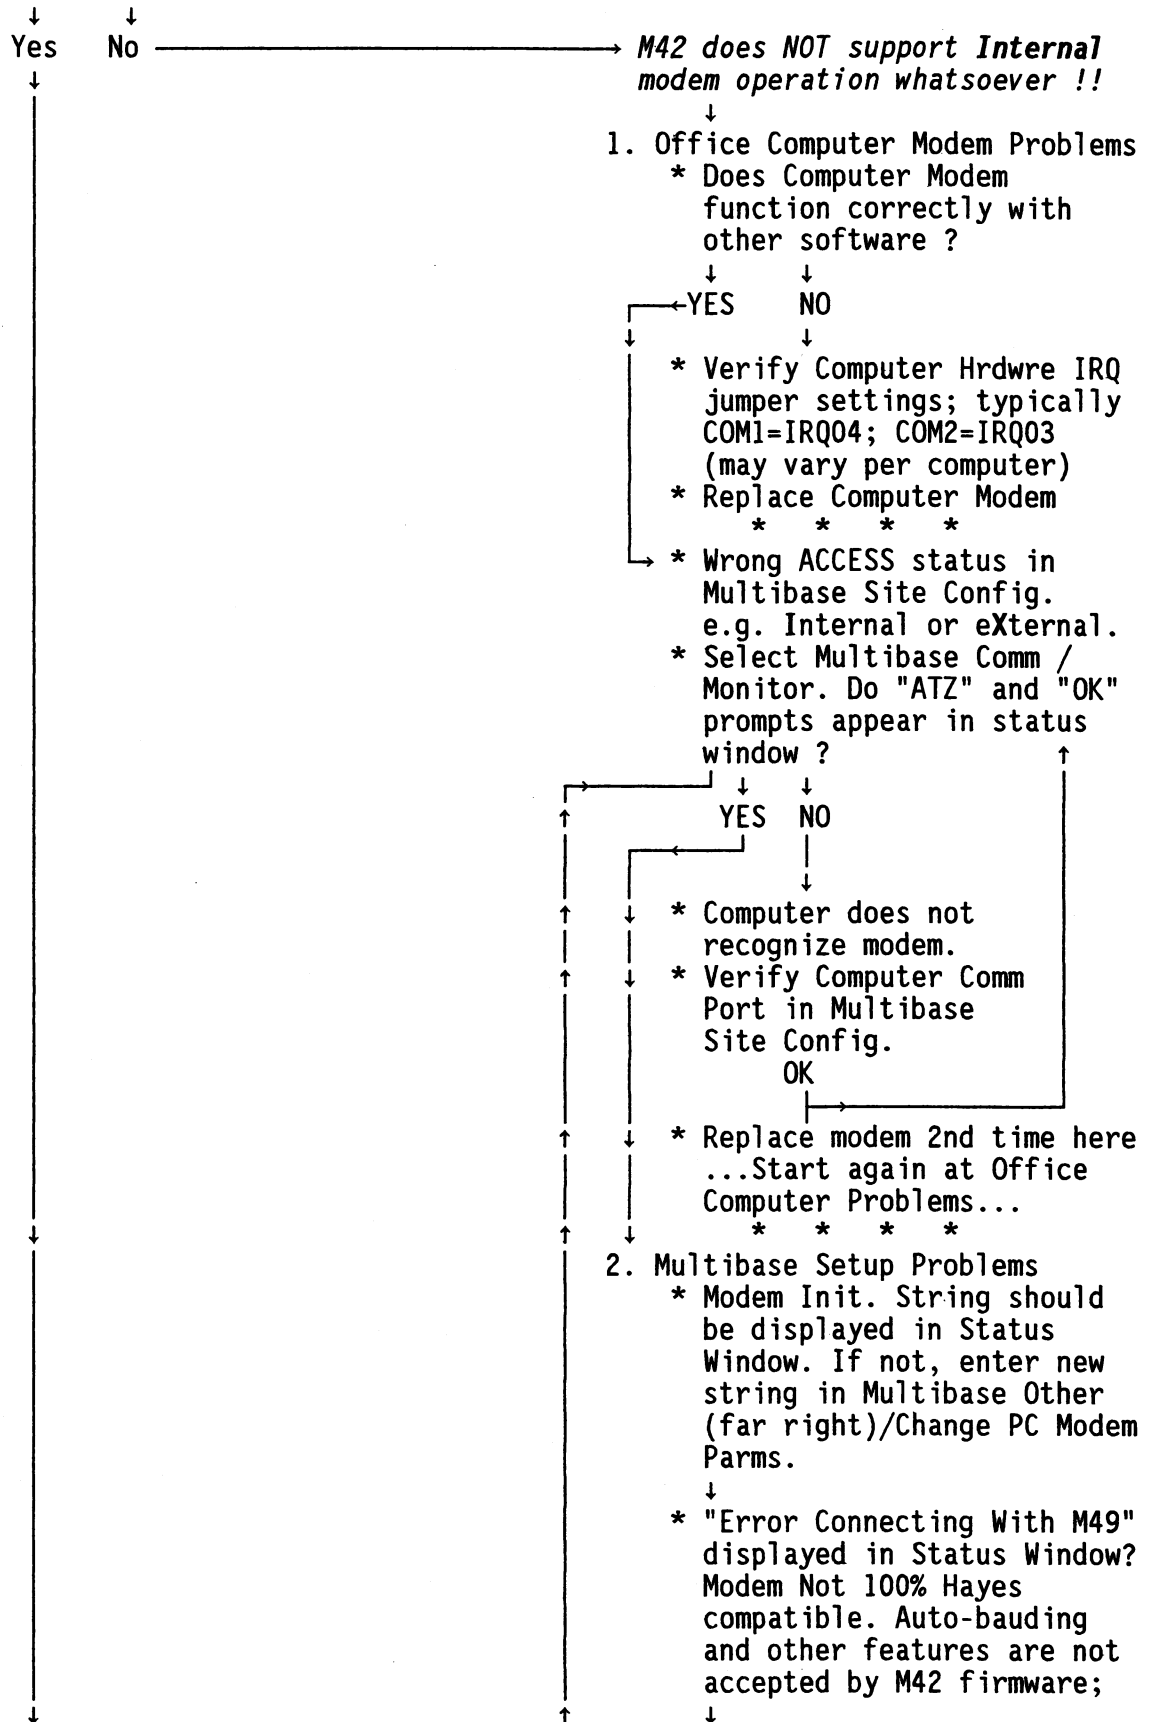 Yes No M42 does NOT support Internal
modem operation whatsoever !!
1. Office Computer Modem Problems
* Does Computer Modem
function correctly with
other software ?
YES NO
* Verify Computer Hrdwre IRQ
jumper settings; typically
COM1=IRQ04; COM2=IRQ03
(may vary per computer)
* Replace Computer Modem
* * * *
* Wrong ACCESS status in
Multibase Site Config.
e.g. Internal or eXternal.
* Select Multibase Comm /
Monitor. Do "ATZ" and "OK"
prompts appear in status
window ?
YES NO
* Computer does not
recognize modem.
* Verify Computer Comm
Port in Multibase
Site Config.
OK
* Replace modem 2nd time here
...Start again at Office
Computer Problems...
* * * *
2. Multibase Setup Problems
* Modem Init. String should
be displayed in Status
Window. If not, enter new
string in Multibase Other
(far right)/Change PC Modem
Parms.
* "Error Connecting With M49"
displayed in Status Window?
Modem Not 100% Hayes
compatible. Auto-bauding
and other features are not
accepted by M42 firmware;